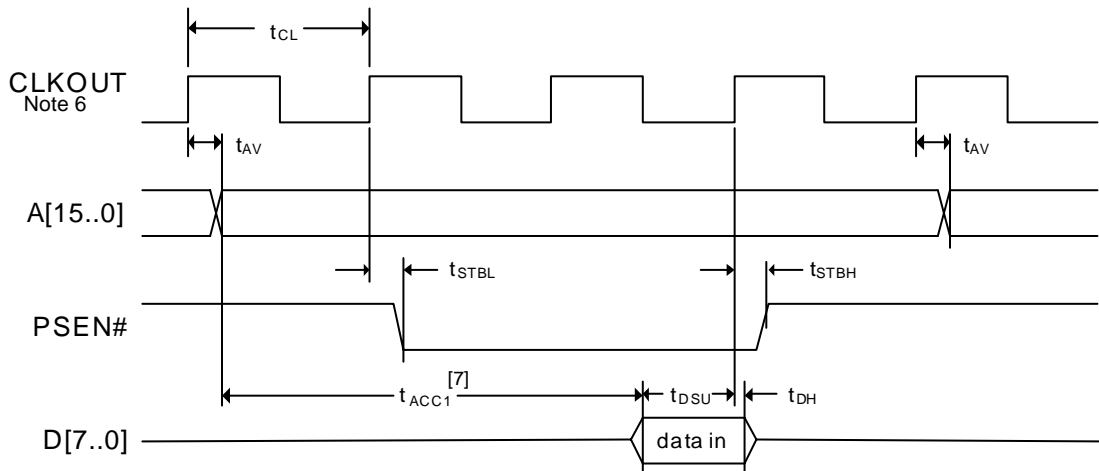 tCL
CLKOUT
Note 6
tAV
tAV
A[15..0]
tSTBL
tSTBH
PSEN#
[7]
tACC1
tDSU
tDH
D[7..0]
data in